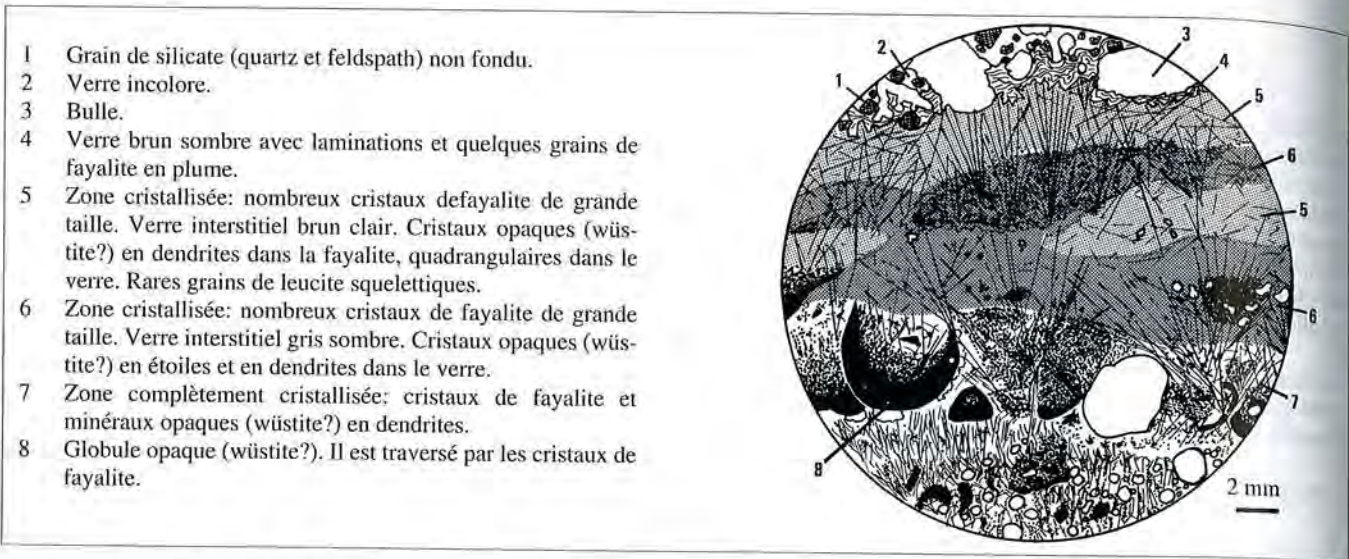 1 Grain de silicate (quartz et feldspath) non fondu.
2 Verre incolore.
3 Bulle.
4 Verre brun sombre avec laminations et quelques grains de
fayalite en plume.
5 Zone cristallisée: nombreux cristaux defayalite de grande
taille. Verre interstitiel brun clair. Cristaux opaques (wüs-
tite?) en dendrites dans la fayalite, quadrangulaires dans le
verre. Rares grains de leucite squelettiques.
6 Zone cristallisée: nombreux cristaux de fayalite de grande
taille. Verre interstitiel gris sombre. Cristaux opaques (wüs-
tite?) en étoiles et en dendrites dans le verre.
7 Zone complètement cristallisée: cristaux de fayalite et
minéraux opaques (wüstite?) en dendrites.
8 Globule opaque (wüstite?). Il est traversé par les cristaux de
fayalite.
2
3
1
4
5
6
5
6
7
8
2 mm